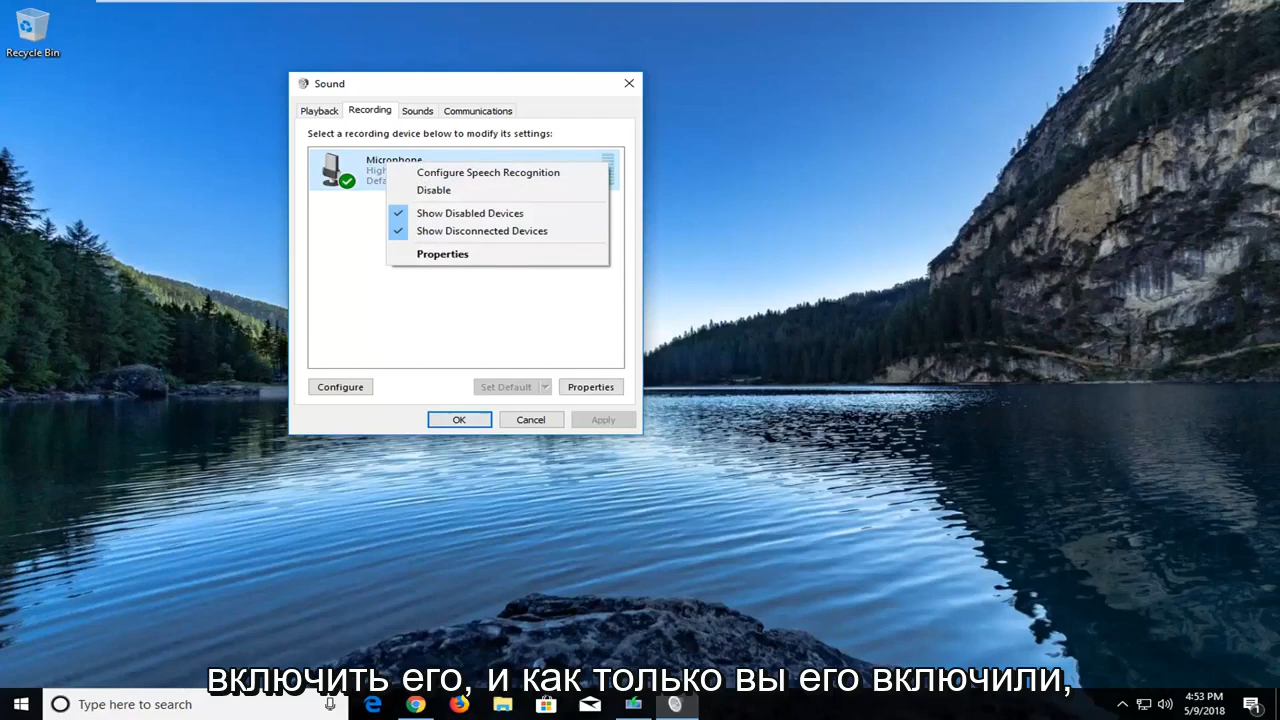 Recycle Bin
Sound
Playback
Recording
Sounds
Communications
Select a recording device below to modify its settings:
Microphone
Configure Speech Recognition
Disable
Show Disabled Devices
Show Disconnected Devices
Properties
Configure
Set Default
Properties
OK
Cancel
Apply
включить его, и как только вы его включили,
Type here to search
4:53 PM
5/9/2018
1